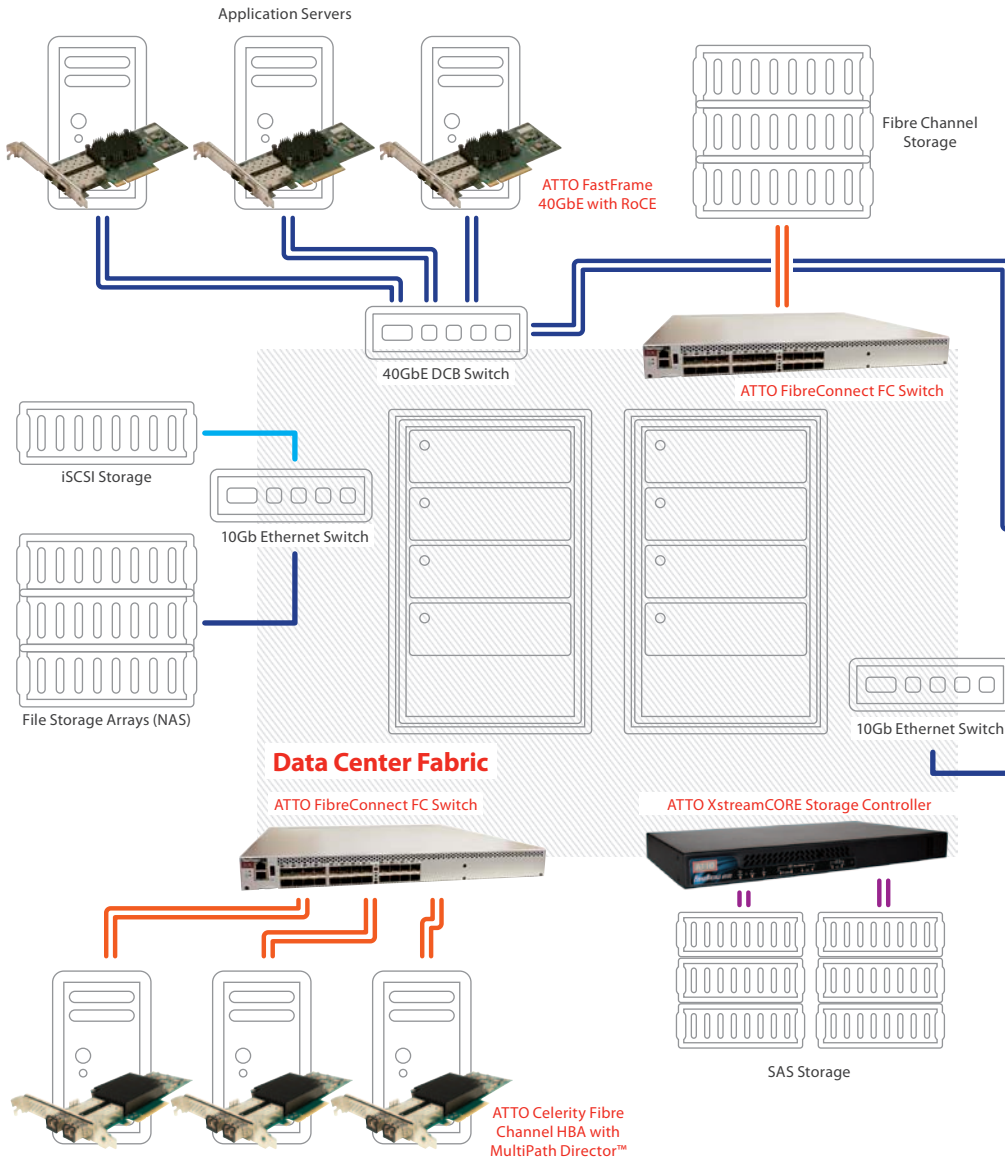 Application Servers
Fibre Channel
Storage
ATTO FastFrame
40GbE with RoCE
40GbE DCB Switch
ATTO FibreConnect FC Switch
iSCSI Storage
10Gb Ethernet Switch
File Storage Arrays (NAS)
10Gb Ethernet Switch
Data Center Fabric
ATTO FibreConnect FC Switch
ATTO XstreamCORE Storage Controller
ATTO
SAS Storage
ATTO Celerity Fibre
Channel HBA with
MultiPath Director™